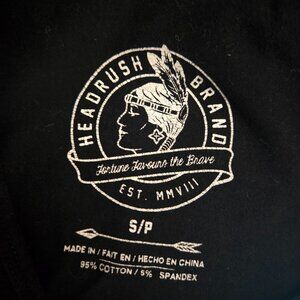 HEADRUSH BRAND
Fortune Favours the Brave
EST. MMVIII
S/P
MADE IN / FAIT EN / HECHO EN CHINA
95% COTTON / 5% SPANDEX